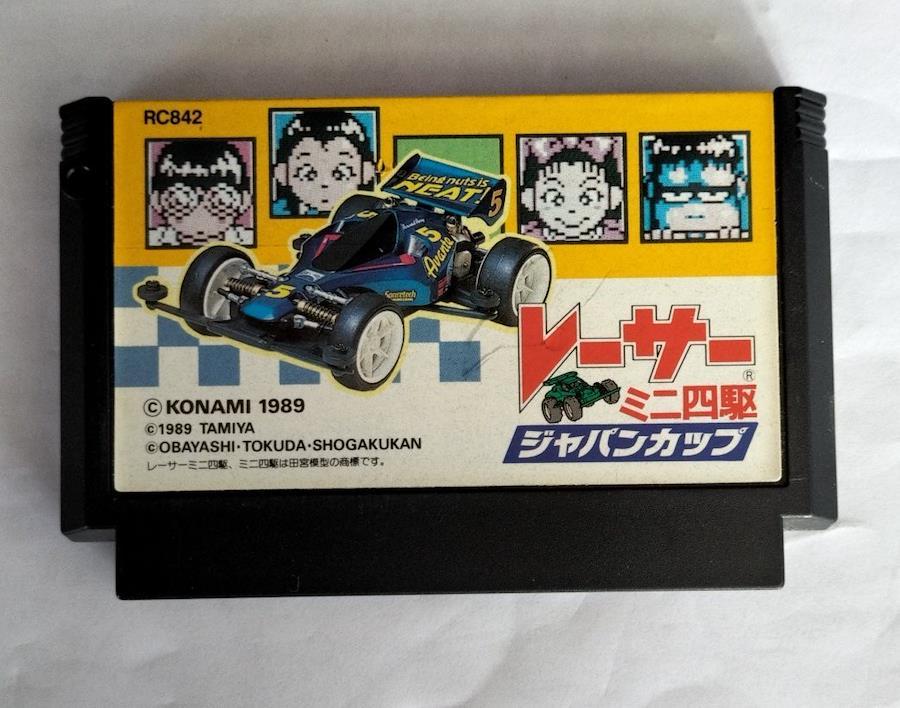 RC842
Being nuts is
NEAT!
5
5
Avante
5
Spacetech
レーサー
®
ミニ四駆
ジャパンカップ
©KONAMI 1989
©1989 TAMIYA
©OBAYASHI・TOKUDA・SHOGAKUKAN
レーサーミニ四駆、ミニ四駆は田宮模型の商標です。